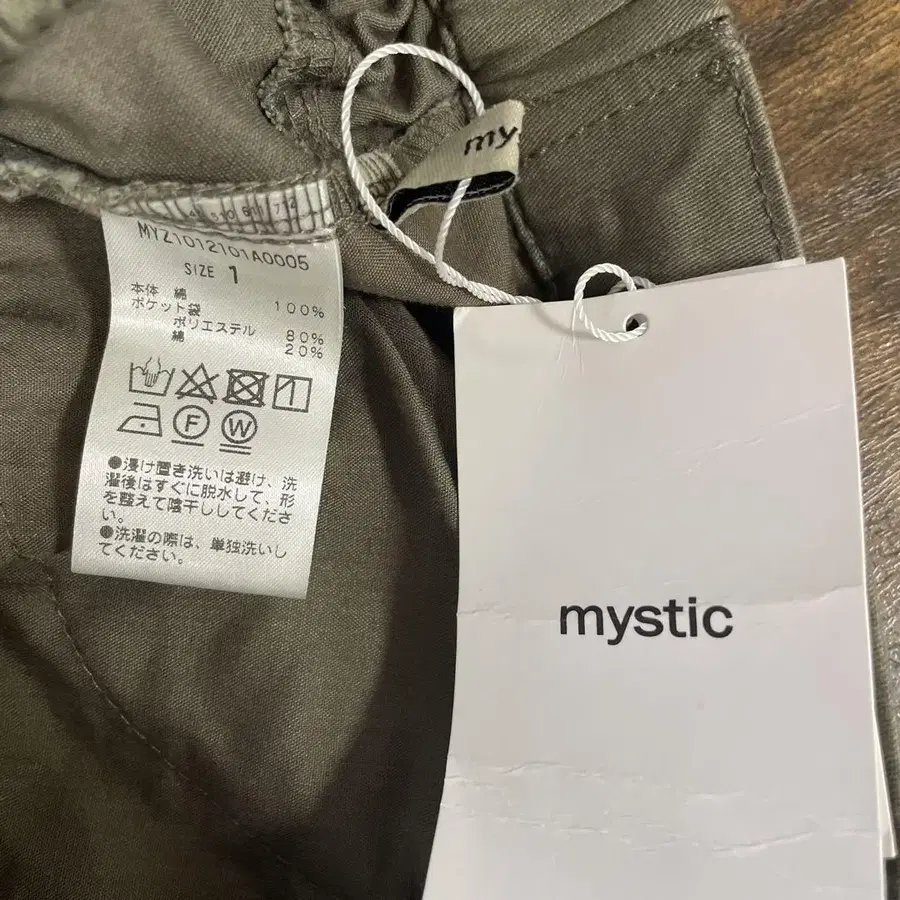 my
MYZ1012101A0005
SIZE 1
本体 綿 100%
ポケット袋
ポリエステル 80%
綿 20%
F W
●浸け置き洗いは避け、洗
濯後はすぐに脱水して、形
を整えて陰干ししてくださ
い。
●洗濯の際は、単独洗いし
てください。
mystic